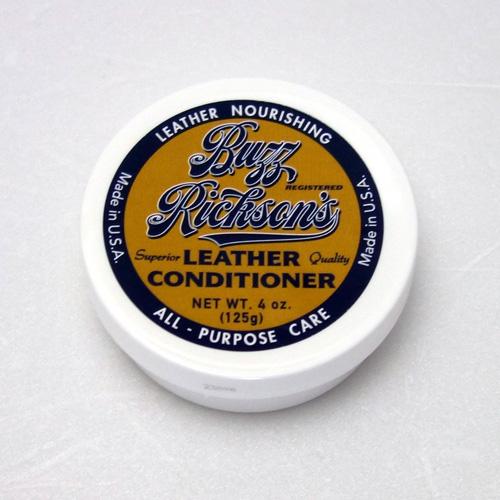 LEATHER NOURISHING
Buzz
REGISTERED
Rickson's
Made in U.S.A.
Made in U.S.A.
Superior LEATHER Quality
CONDITIONER
NET WT. 4 oz.
(125g)
ALL - PURPOSE CARE